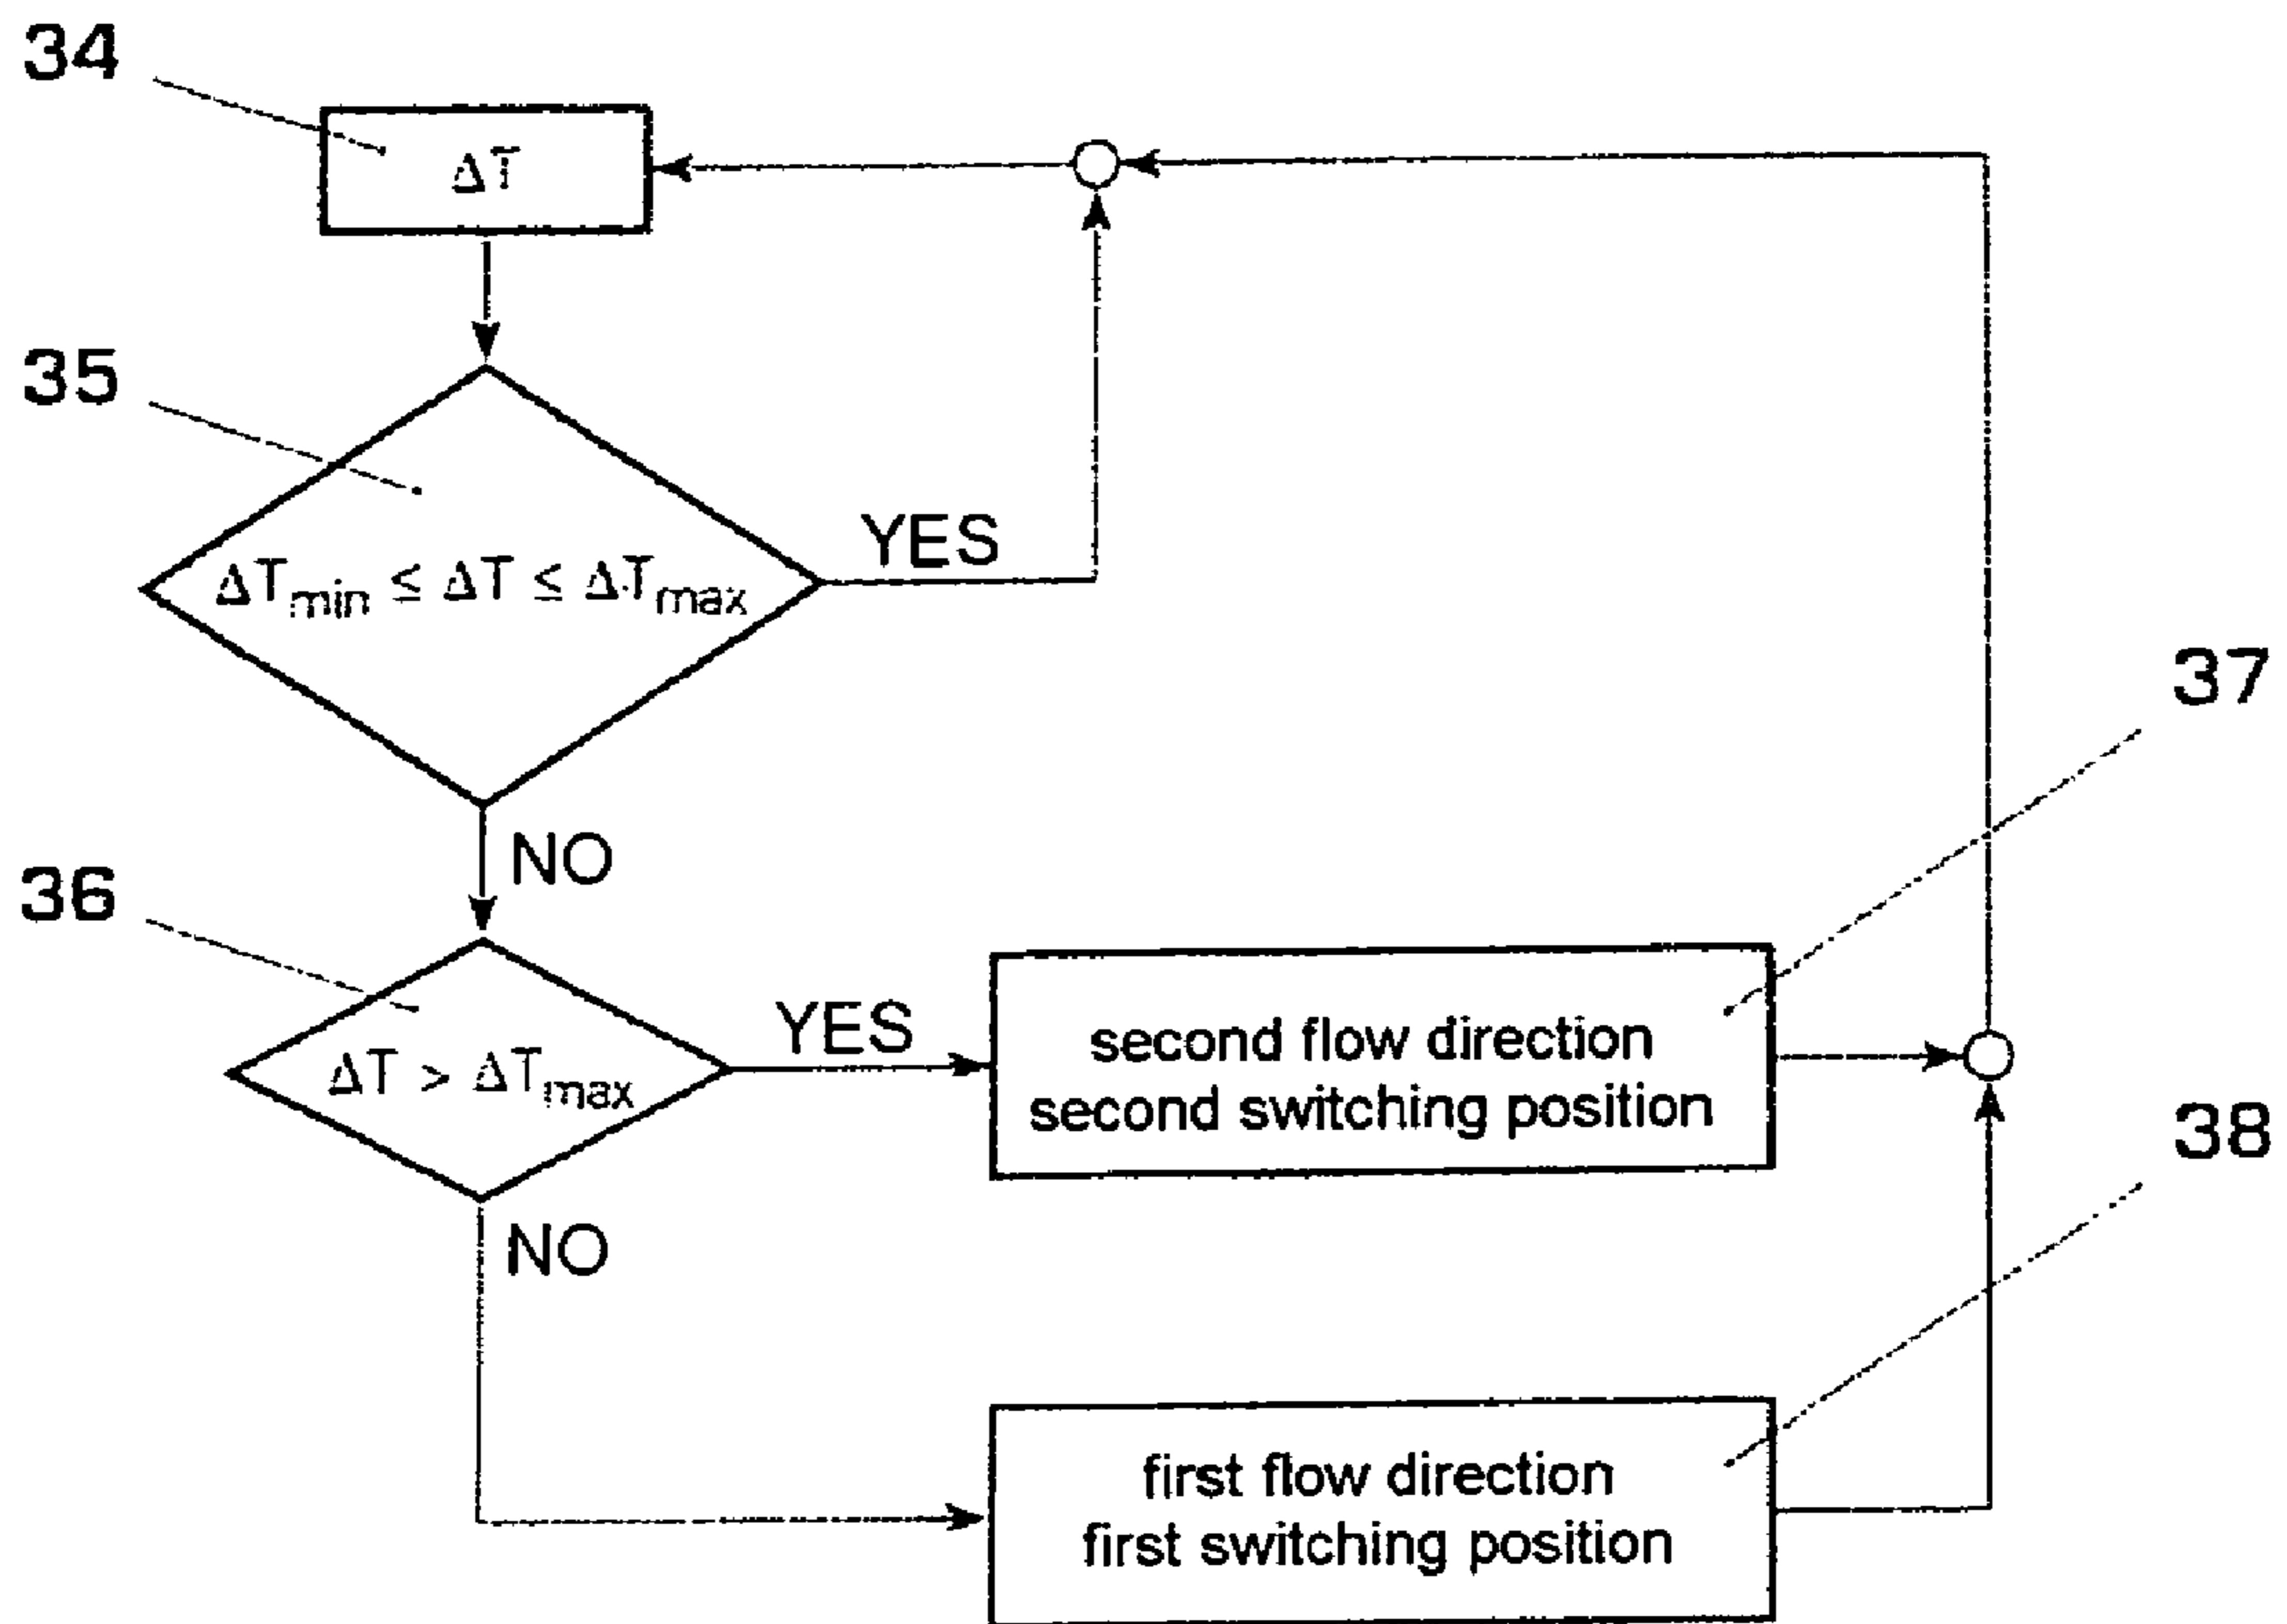 34
ΔT
35
ΔTmin ≤ ΔT ≤ ΔTmax
YES
NO
37
36
ΔT > ΔTmax
YES
second flow direction
second switching position
38
NO
first flow direction
first switching position